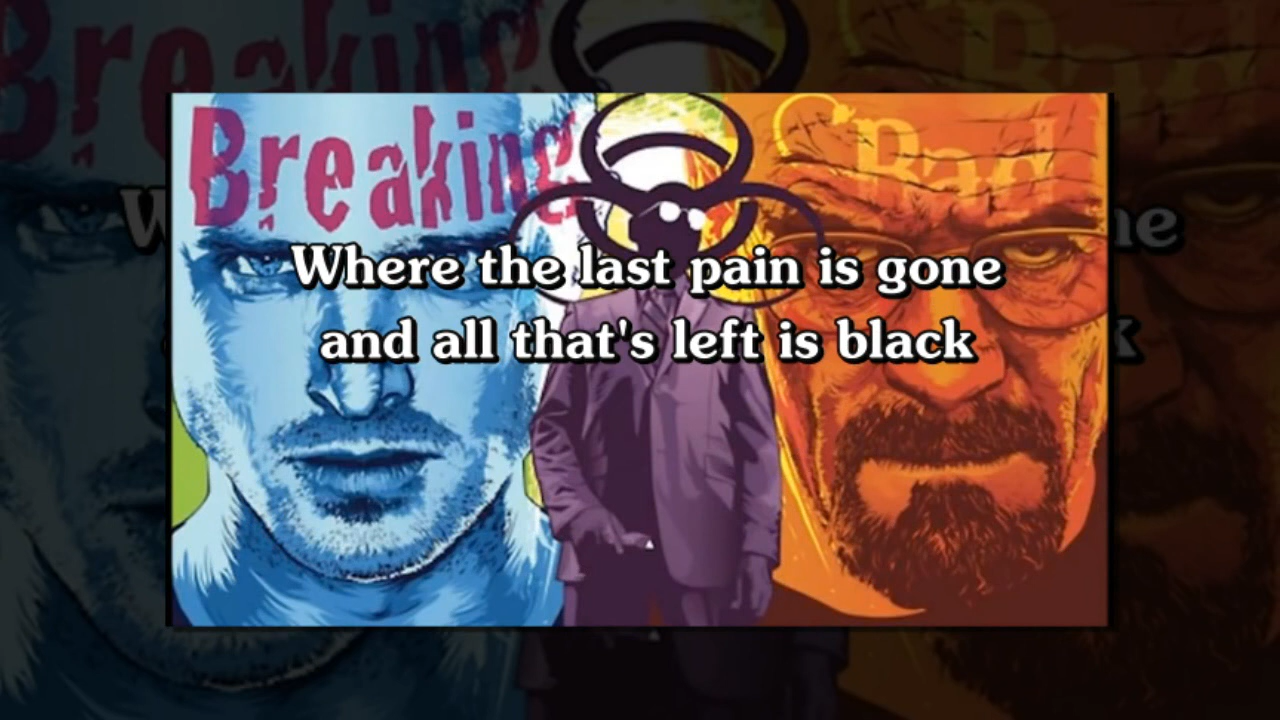 Breaking Bad
Where the last pain is gone
and all that's left is black